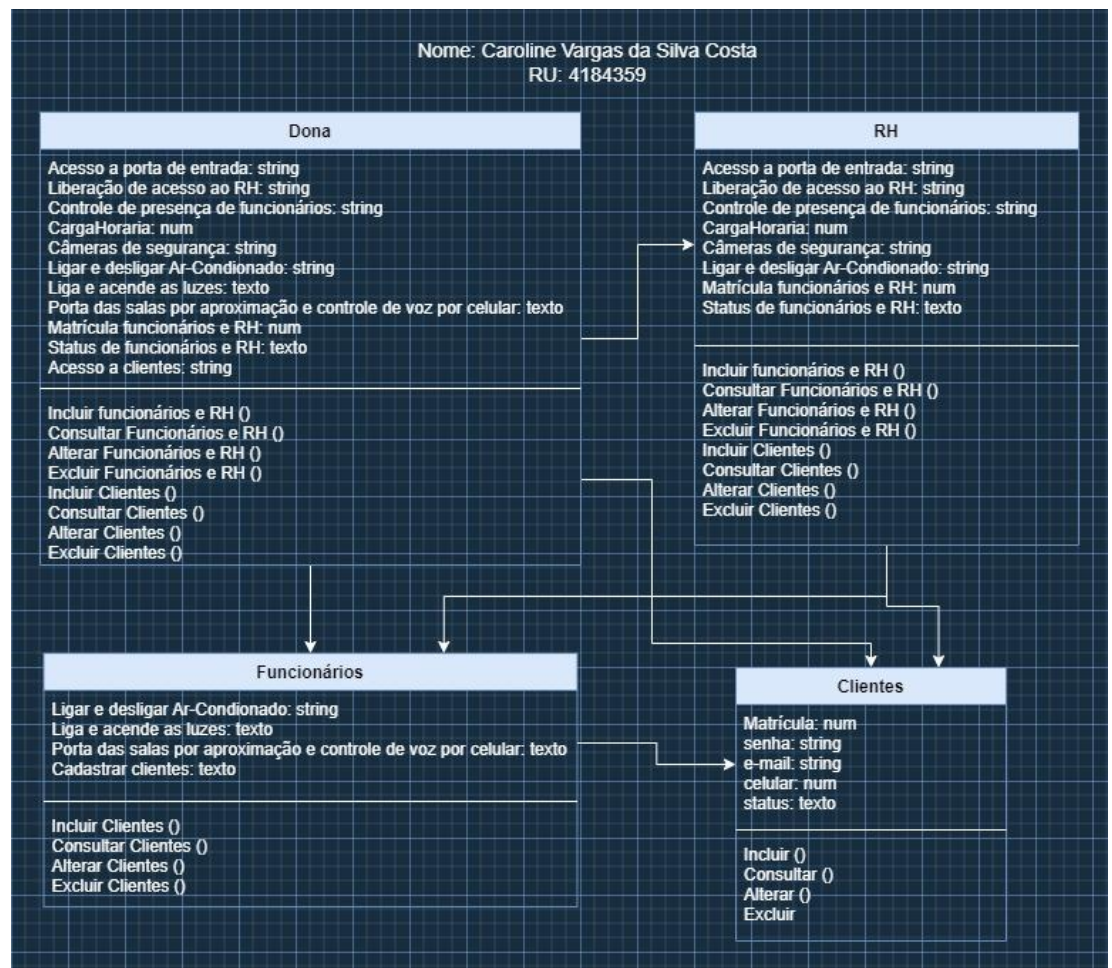 Nome: Caroline Vargas da Silva Costa
RU: 4184359
Dona
Acesso a porta de entrada: string
Liberação de acesso ao RH: string
Controle de presença de funcionários: string
CargaHoraria: num
Câmeras de segurança: string
Ligar e desligar Ar-Condionado: string
Liga e acende as luzes: texto
Porta das salas por aproximação e controle de voz por celular: texto
Matrícula funcionários e RH: num
Status de funcionários e RH: texto
Acesso a clientes: string
Incluir funcionários e RH ()
Consultar Funcionários e RH ()
Alterar Funcionários e RH ()
Excluir Funcionários e RH ()
Incluir Clientes ()
Consultar Clientes ()
Alterar Clientes ()
Excluir Clientes ()
RH
Acesso a porta de entrada: string
Liberação de acesso ao RH: string
Controle de presença de funcionários: string
CargaHoraria: num
Câmeras de segurança: string
Ligar e desligar Ar-Condionado: string
Matrícula funcionários e RH: num
Status de funcionários e RH: texto
Incluir funcionários e RH ()
Consultar Funcionários e RH ()
Alterar Funcionários e RH ()
Excluir Funcionários e RH ()
Incluir Clientes ()
Consultar Clientes ()
Alterar Clientes ()
Excluir Clientes ()
Funcionários
Ligar e desligar Ar-Condionado: string
Liga e acende as luzes: texto
Porta das salas por aproximação e controle de voz por celular: texto
Cadastrar clientes: texto
Incluir Clientes ()
Consultar Clientes ()
Alterar Clientes ()
Excluir Clientes ()
Clientes
Matrícula: num
senha: string
e-mail: string
celular: num
status: texto
Incluir ()
Consultar ()
Alterar ()
Excluir